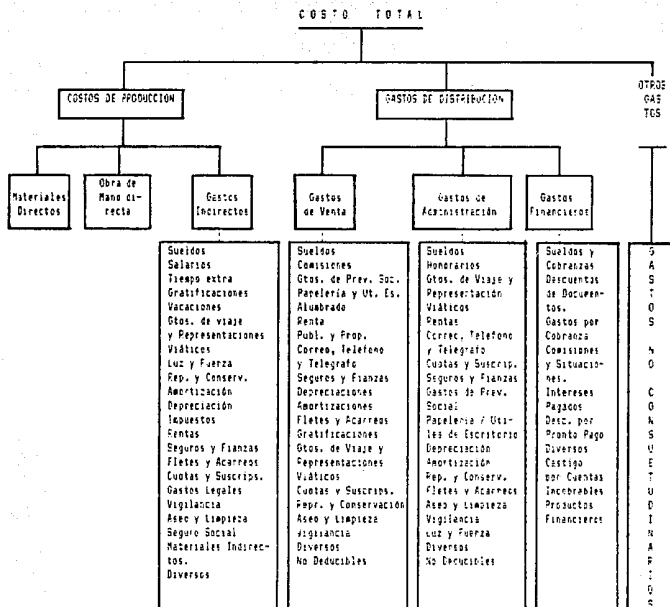 COSTO TOTAL
COSTOS DE PRODUCCIÓN
GASTOS DE DISTRIBUCIÓN
OTROS
GAS
TOS
Materiales
Directos
Obra de
Mano di-
recta
Gastos
Indirectos
Gastos
de Venta
Gastos de
Administración
Gastos
Financieros
Sueldos
Salarios
Tiempo extra
Gratificaciones
Vacaciones
Gtos. de viaje
y Representaciones
Viáticos
Luz y Fuerza
Rep. y Conserv.
Amortización
Depreciación
Impuestos
Rentas
Seguros y Fianzas
Fletes y Acarreos
Cuotas y Suscrips.
Gastos Legales
Vigilancia
Aseo y Limpieza
Seguro Social
Materiales Indirec-
tos.
Diversos
Sueldos
Comisiones
Gtos. de Prev. Soc.
Papelería y Ut. Es.
Alumbrado
Renta
Publ. y Prop.
Correo, Teléfono
y Telegrafo
Seguros y Fianzas
Depreciaciones
Amortizaciones
Fletes y Acarreos
Gratificaciones
Gtos. de Viaje y
Representaciones
Viáticos
Cuotas y Suscrips.
Repr. y Conservación
Aseo y Limpieza
Vigilancia
Diversos
No Deducibles
Sueldos
Honorarios
Gtos. de Viaje y
Representación
Viáticos
Rentas
Correo, Telefono
y Telegrafo
Cuotas y Suscrip.
Seguros y Fianzas
Gastos de Prev.
Social
Papeleria y Uti-
les de Escritorio
Depreciación
Amortización
Rep. y Conserv.
Fletes y Acarreos
Aseo y Limpieza
Vigilancia
Luz y Fuerza
Diversos
No Deducibles
Sueldos y
Cobranzas
Descuentos
de Documen-
tos.
Gastos por
Cobranza
Comisiones
y Situacio-
nes.
Intereses
Pagados
Desc. por
Pronto Pago
Diversos
Castigo
por Cuentas
Incobrables
Productos
Financieros
G
A
S
T
O
S
N
O
C
O
N
S
U
E
T
U
D
I
N
A
R
I
O
S